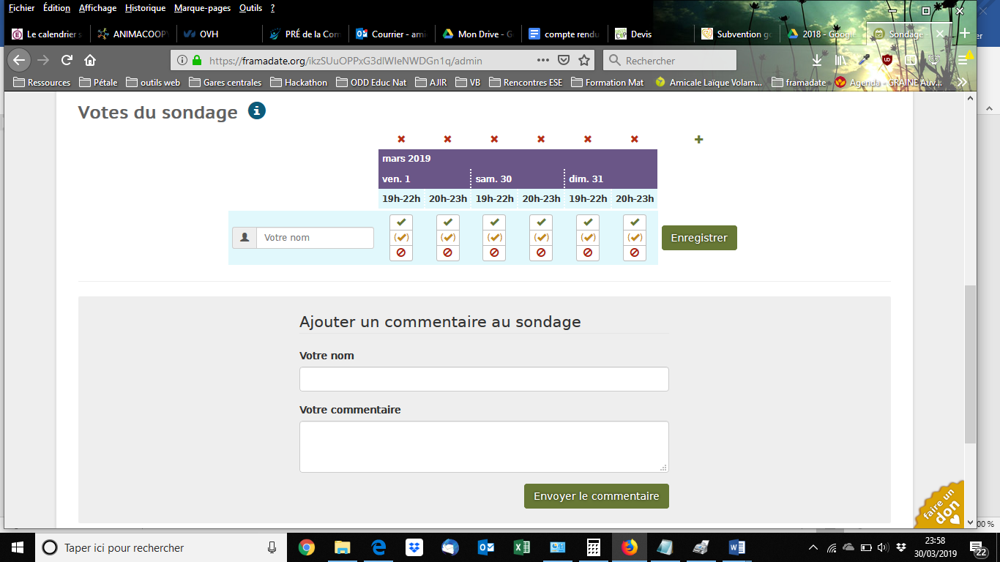 Fichier Édition Affichage Historique Marque-pages Outils ?
Le calendrier s ANIMACOOP OVH PRÉ de la Com Courrier - ami Mon Drive - G compte rendu Devis Subvention go 2018 - Google Sondage -
https://framadate.org/ikzSUuOPPxG3dlWIeNWDGn1q/admin Rechercher
Ressources Pétale outils web Gares centrales Hackathon ODD Educ Nat AJIR VB Rencontres ESE Formation Mat Amicale Laïque Volam... framadate Agenda - GRAINE Auv...
Votes du sondage
mars 2019
ven. 1 sam. 30 dim. 31
19h-22h 20h-23h 19h-22h 20h-23h 19h-22h 20h-23h
Votre nom Enregistrer
Ajouter un commentaire au sondage
Votre nom
Votre commentaire
Envoyer le commentaire
faire un
don
00 %
Taper ici pour rechercher
23:58
30/03/2019
22